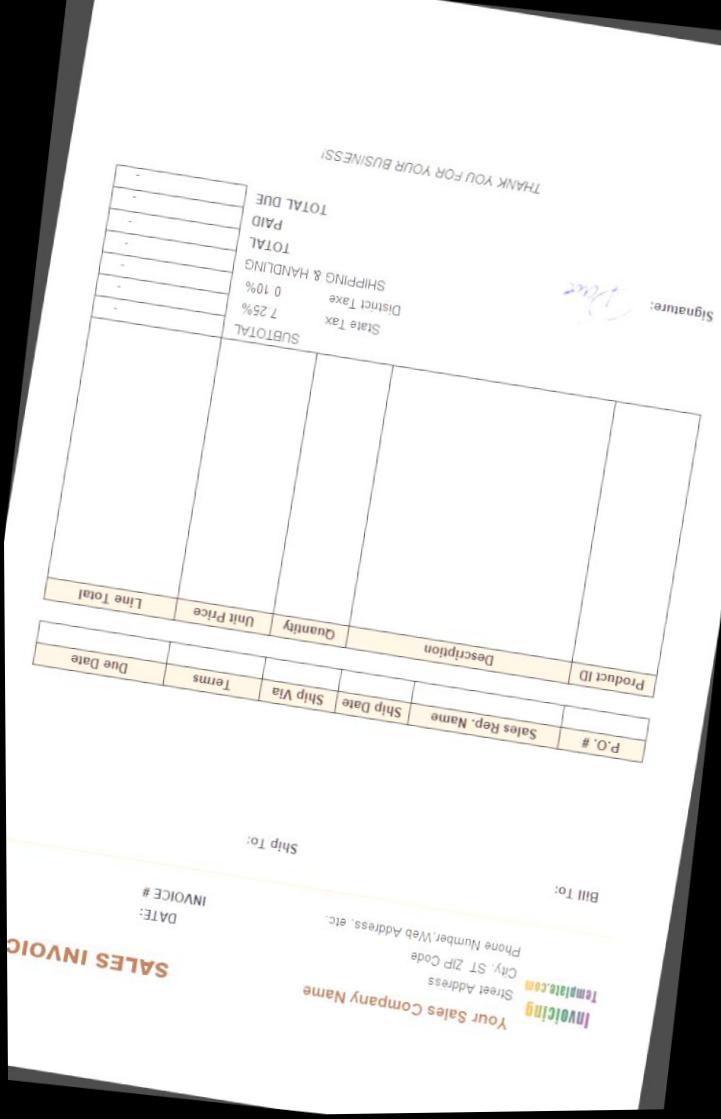 Invoicing
Template.com
Your Sales Company Name
SALES INVOIC
Street Address
City, ST ZIP Code
Phone Number,Web Address, etc.
DATE:
INVOICE #
Bill To:
Ship To:
P.O. # Sales Rep. Name Ship Date Ship Via Terms Due Date
Product ID Description Quantity Unit Price Line Total
SUBTOTAL -
State Tax 7.25% -
District Taxe 0.10% -
SHIPPING & HANDLING -
TOTAL -
PAID -
TOTAL DUE -
Signature:
THANK YOU FOR YOUR BUSINESS!